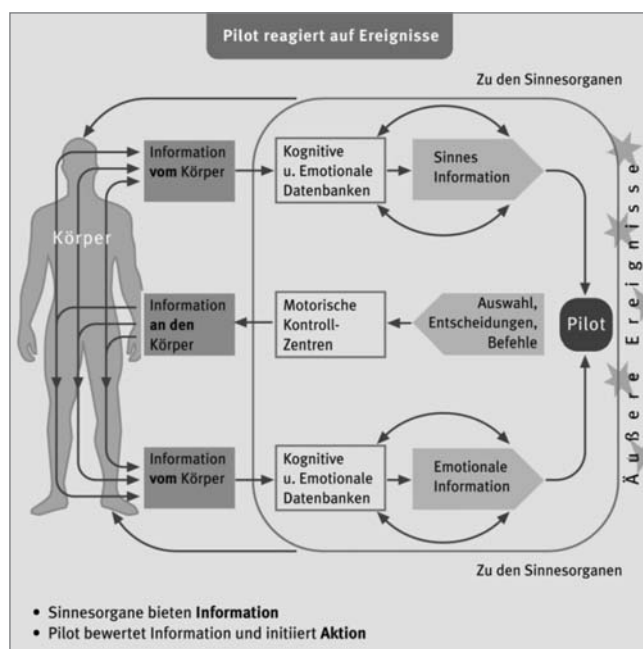 Pilot reagiert auf Ereignisse
Zu den Sinnesorganen
Information
vom Körper
Kognitive
u. Emotionale
Datenbanken
Sinnes
Information
Körper
Information
an den
Körper
Motorische
Kontroll-
Zentren
Auswahl,
Entscheidungen,
Befehle
Pilot
Äußere Ereignisse
Information
vom Körper
Kognitive
u. Emotionale
Datenbanken
Emotionale
Information
Zu den Sinnesorganen
• Sinnesorgane bieten Information
• Pilot bewertet Information und initiiert Aktion